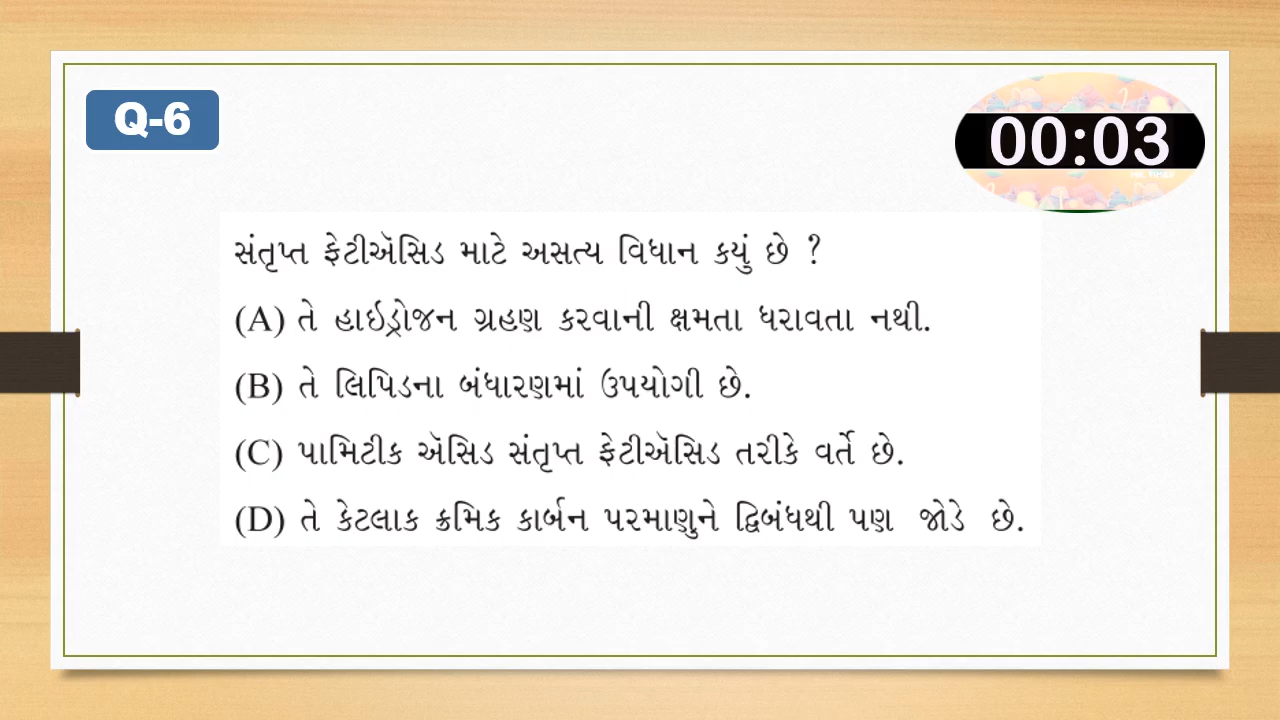 Q-6
00:03
સંતૃપ્ત ફેટીઍસિડ માટે અસત્ય વિધાન કયું છે ?
(A) તે હાઇડ્રોજન ગ્રહણ કરવાની ક્ષમતા ધરાવતા નથી.
(B) તે લિપિડના બંધારણમાં ઉપયોગી છે.
(C) પામિટીક ઍસિડ સંતૃપ્ત ફેટીઍસિડ તરીકે વર્તે છે.
(D) તે કેટલાક ક્રમિક કાર્બન પરમાણુને દ્વિબંધથી પણ જોડે છે.